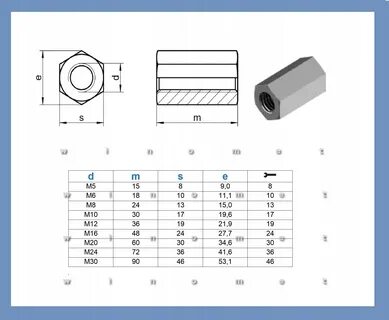 e
d
s
m
w i n o m a t
d m s e
M5 15 8 9,0 8
M6 18 10 11,1 10
M8 24 13 15,0 13
M10 30 17 19,6 17
M12 36 19 21,9 19
M16 48 24 27,7 24
M20 60 30 34,6 30
M24 72 36 41,6 36
M30 90 46 53,1 46
w i n o m a t
w i n o m a t
w i n o m a t